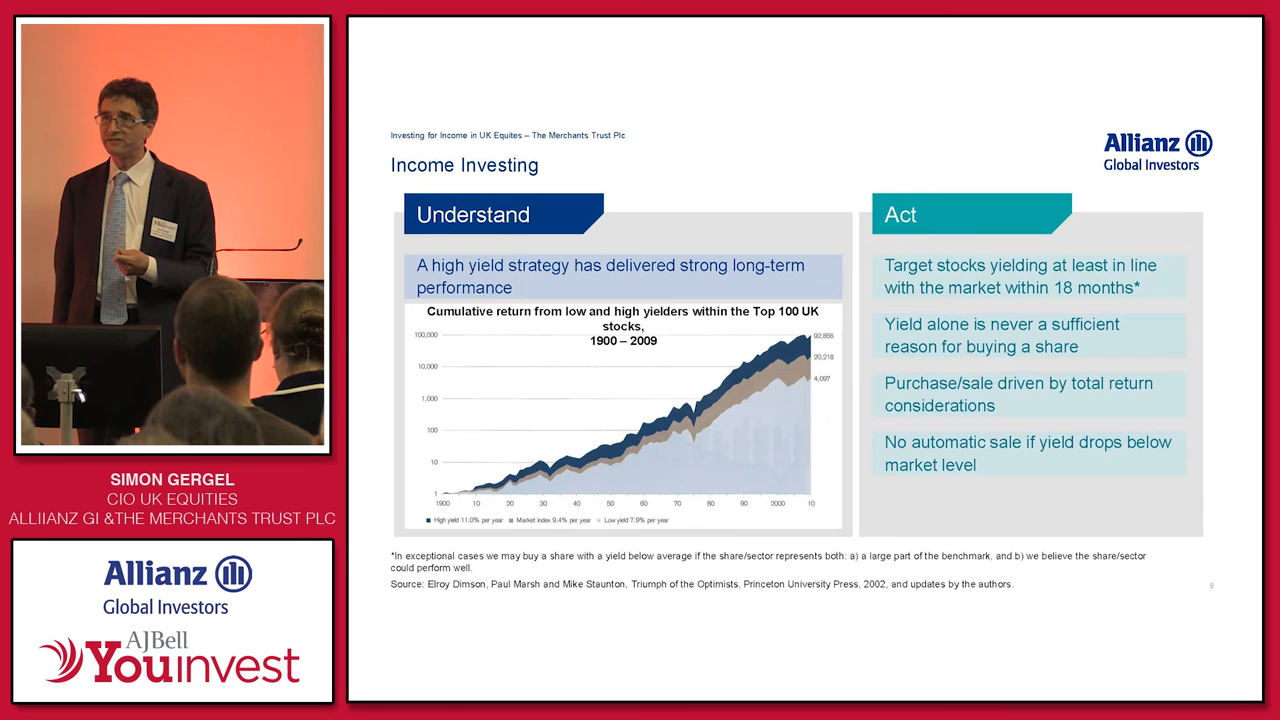 SIMON GERGEL
CIO UK EQUITIES
ALLIIANZ GI &THE MERCHANTS TRUST PLC
Allianz
Global Investors
AJBell
Youinvest
Investing for Income in UK Equites – The Merchants Trust Plc
Income Investing
Allianz
Global Investors
Understand
A high yield strategy has delivered strong long-term
performance
Cumulative return from low and high yielders within the Top 100 UK
stocks,
1900 – 2009
100,000
10,000
1,000
100
10
1
92,856
20,218
4,097
1900 10 20 30 40 50 60 70 80 90 2000 10
High yield 11.0% per year Market index 9.4% per year Low yield 7.9% per year
Act
Target stocks yielding at least in line
with the market within 18 months*
Yield alone is never a sufficient
reason for buying a share
Purchase/sale driven by total return
considerations
No automatic sale if yield drops below
market level
*In exceptional cases we may buy a share with a yield below average if the share/sector represents both: a) a large part of the benchmark, and b) we believe the share/sector
could perform well.
Source: Elroy Dimson, Paul Marsh and Mike Staunton, Triumph of the Optimists, Princeton University Press, 2002, and updates by the authors.
8